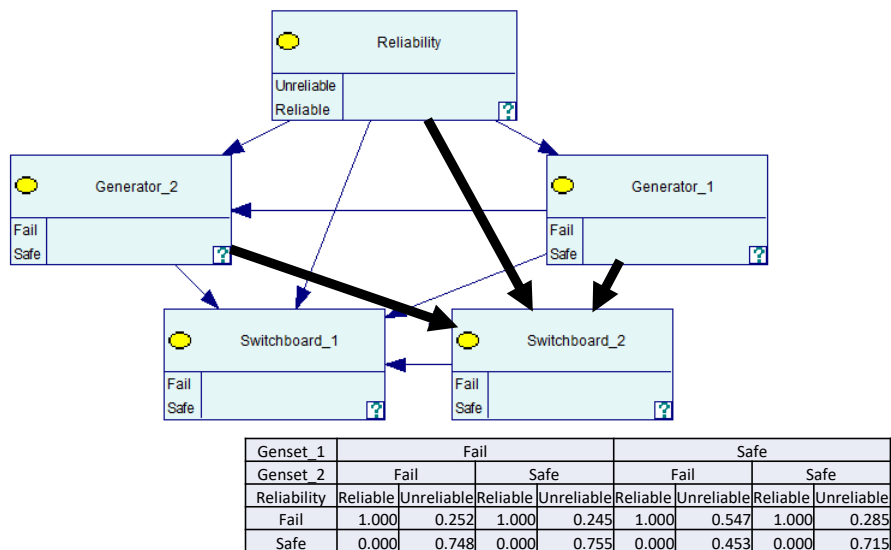 Reliability
Unreliable
Reliable
?
Generator_2
Fail
Safe
?
Generator_1
Fail
Safe
?
Switchboard_1
Fail
Safe
?
Switchboard_2
Fail
Safe
?
Genset_1 Fail Safe
Genset_2 Fail Safe Fail Safe
Reliability Reliable Unreliable Reliable Unreliable Reliable Unreliable Reliable Unreliable
Fail 1.000 0.252 1.000 0.245 1.000 0.547 1.000 0.285
Safe 0.000 0.748 0.000 0.755 0.000 0.453 0.000 0.715